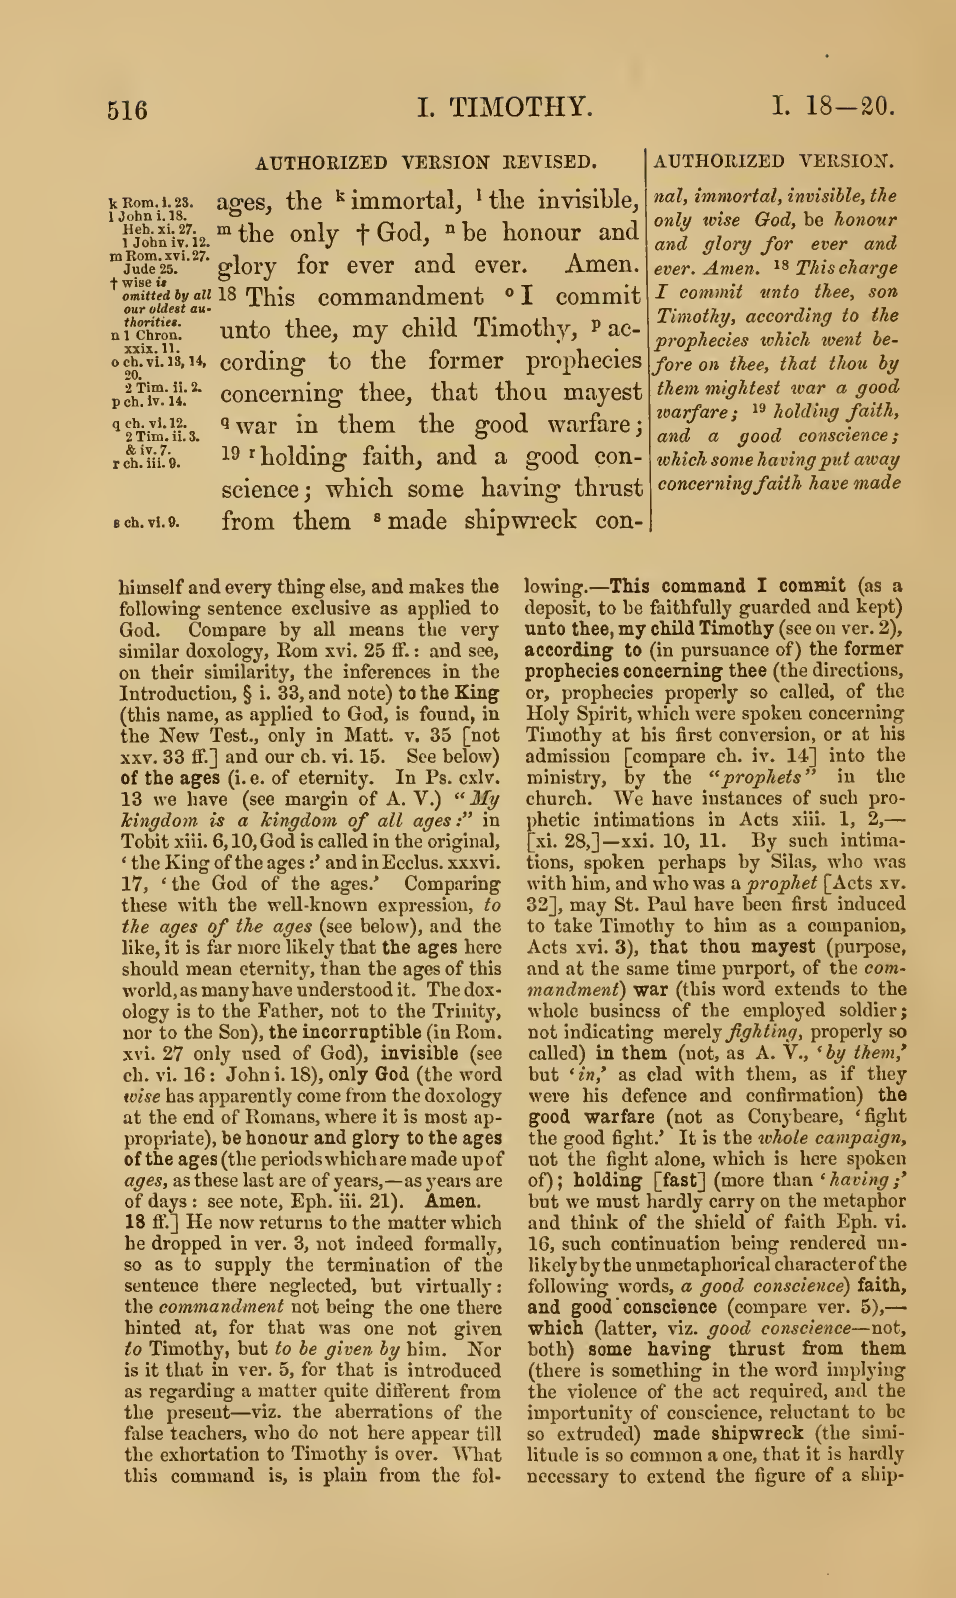 516
I. TIMOTHY.
I. 18—20.
AUTHORIZED VERSION REVISED.
k Rom. i. 23.
l John i. 18.
Heb. xi. 27.
1 John iv. 12.
m Rom. xvi. 27.
Jude 25.
† wise is
omitted by all
our oldest au-
thorities.
n 1 Chron.
xxix. 11.
o ch. vi. 13, 14,
20.
2 Tim. ii. 2.
p ch. iv. 14.
q ch. vi. 12.
2 Tim. ii. 3.
& iv. 7.
r ch. iii. 9.
s ch. vi. 9.
ages, the k immortal, l the invisible,
m the only † God, n be honour and
glory for ever and ever. Amen.
18 This commandment o I commit
unto thee, my child Timothy, p ac-
cording to the former prophecies
concerning thee, that thou mayest
q war in them the good warfare;
19 r holding faith, and a good con-
science; which some having thrust
from them s made shipwreck con-
AUTHORIZED VERSION.
nal, immortal, invisible, the
only wise God, be honour
and glory for ever and
ever. Amen. 18 This charge
I commit unto thee, son
Timothy, according to the
prophecies which went be-
fore on thee, that thou by
them mightest war a good
warfare; 19 holding faith,
and a good conscience;
which some having put away
concerning faith have made
himself and every thing else, and makes the
following sentence exclusive as applied to
God. Compare by all means the very
similar doxology, Rom xvi. 25 ff.: and see,
on their similarity, the inferences in the
Introduction, § i. 33, and note) to the King
(this name, as applied to God, is found, in
the New Test., only in Matt. v. 35 [not
xxv. 33 ff.] and our ch. vi. 15. See below)
of the ages (i. e. of eternity. In Ps. cxlv.
13 we have (see margin of A. V.) “My
kingdom is a kingdom of all ages:” in
Tobit xiii. 6, 10, God is called in the original,
‘the King of the ages:’ and in Ecclus. xxxvi.
17, ‘the God of the ages.’ Comparing
these with the well-known expression, to
the ages of the ages (see below), and the
like, it is far more likely that the ages here
should mean eternity, than the ages of this
world, as many have understood it. The dox-
ology is to the Father, not to the Trinity,
nor to the Son), the incorruptible (in Rom.
xvi. 27 only used of God), invisible (see
ch. vi. 16: John i. 18), only God (the word
wise has apparently come from the doxology
at the end of Romans, where it is most ap-
propriate), be honour and glory to the ages
of the ages (the periods which are made up of
ages, as these last are of years,—as years are
of days: see note, Eph. iii. 21). Amen.
18 ff.] He now returns to the matter which
he dropped in ver. 3, not indeed formally,
so as to supply the termination of the
sentence there neglected, but virtually:
the commandment not being the one there
hinted at, for that was one not given
to Timothy, but to be given by him. Nor
is it that in ver. 5, for that is introduced
as regarding a matter quite different from
the present—viz. the aberrations of the
false teachers, who do not here appear till
the exhortation to Timothy is over. What
this command is, is plain from the fol-
lowing.—This command I commit (as a
deposit, to be faithfully guarded and kept)
unto thee, my child Timothy (see on ver. 2),
according to (in pursuance of) the former
prophecies concerning thee (the directions,
or, prophecies properly so called, of the
Holy Spirit, which were spoken concerning
Timothy at his first conversion, or at his
admission [compare ch. iv. 14] into the
ministry, by the “prophets” in the
church. We have instances of such pro-
phetic intimations in Acts xiii. 1, 2,—
[xi. 28,]—xxi. 10, 11. By such intima-
tions, spoken perhaps by Silas, who was
with him, and who was a prophet [Acts xv.
32], may St. Paul have been first induced
to take Timothy to him as a companion,
Acts xvi. 3), that thou mayest (purpose,
and at the same time purport, of the com-
mandment) war (this word extends to the
whole business of the employed soldier;
not indicating merely fighting, properly so
called) in them (not, as A. V., ‘by them,’
but ‘in,’ as clad with them, as if they
were his defence and confirmation) the
good warfare (not as Conybeare, ‘fight
the good fight.’ It is the whole campaign,
not the fight alone, which is here spoken
of); holding [fast] (more than ‘having;’
but we must hardly carry on the metaphor
and think of the shield of faith Eph. vi.
16, such continuation being rendered un-
likely by the unmetaphorical character of the
following words, a good conscience) faith,
and good conscience (compare ver. 5),—
which (latter, viz. good conscience—not,
both) some having thrust from them
(there is something in the word implying
the violence of the act required, and the
importunity of conscience, reluctant to be
so extruded) made shipwreck (the simi-
litude is so common a one, that it is hardly
necessary to extend the figure of a ship-